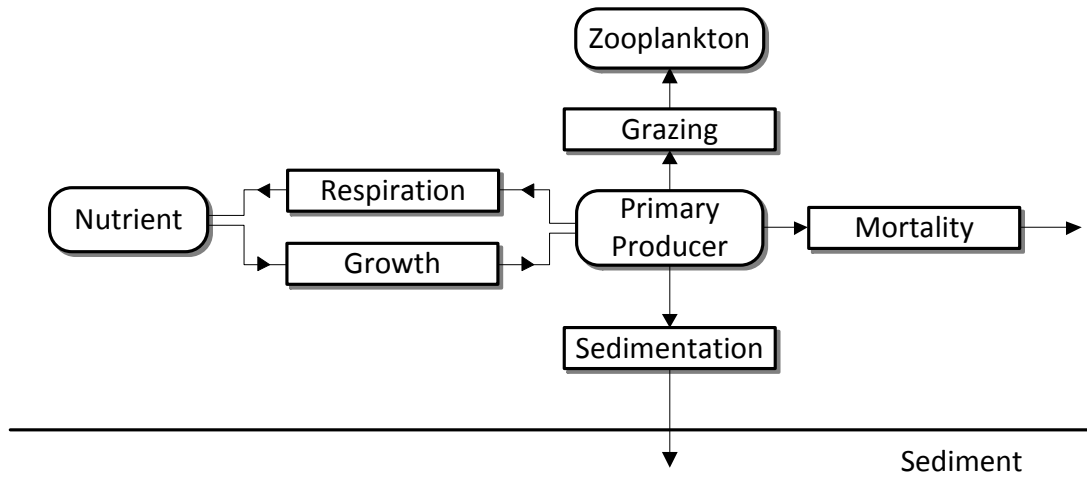 Zooplankton
Grazing
Respiration
Nutrient
Primary
Producer
Mortality
Growth
Sedimentation
Sediment